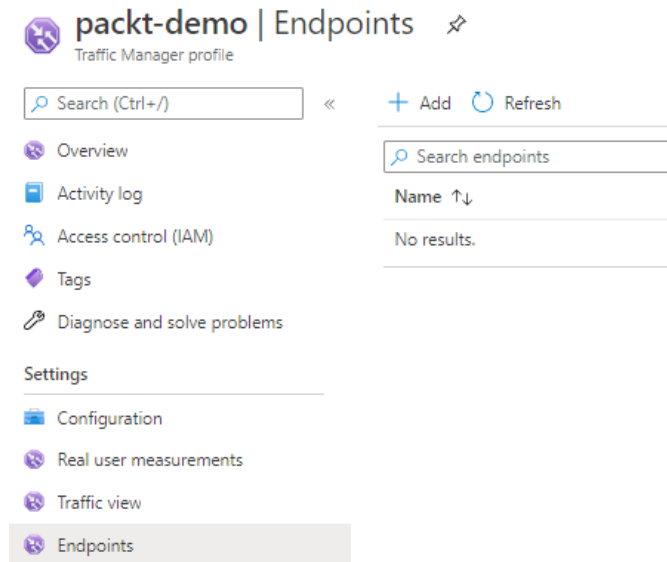 packt-demo | Endpoints
Traffic Manager profile
Search (Ctrl+/)
«
Overview
Activity log
Access control (IAM)
Tags
Diagnose and solve problems
Settings
Configuration
Real user measurements
Traffic view
Endpoints
+ Add
Refresh
Search endpoints
Name ↑↓
No results.